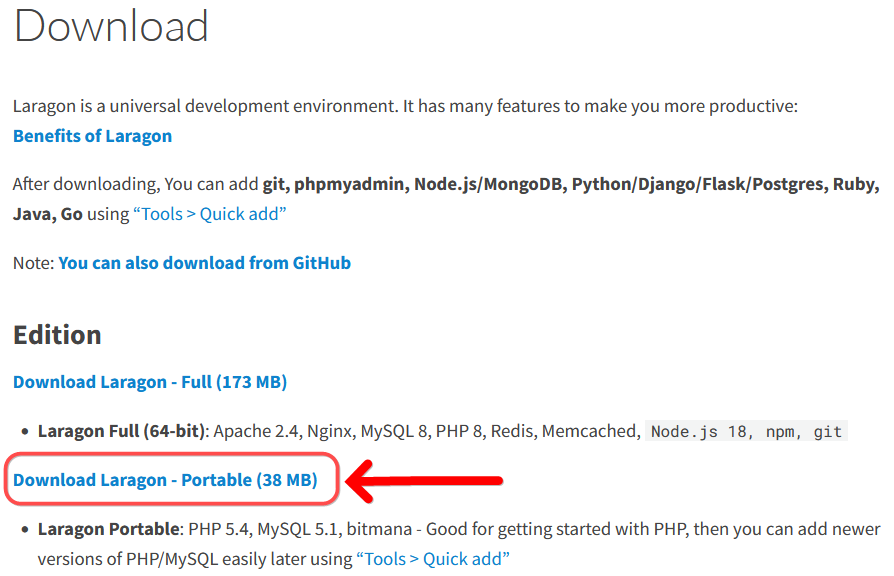 Download
Laragon is a universal development environment. It has many features to make you more productive:
Benefits of Laragon
After downloading, You can add git, phpmyadmin, Node.js/MongoDB, Python/Django/Flask/Postgres, Ruby,
Java, Go using “Tools > Quick add”
Note: You can also download from GitHub
Edition
Download Laragon - Full (173 MB)
• Laragon Full (64-bit): Apache 2.4, Nginx, MySQL 8, PHP 8, Redis, Memcached, Node.js 18, npm, git
Download Laragon - Portable (38 MB)
• Laragon Portable: PHP 5.4, MySQL 5.1, bitmana - Good for getting started with PHP, then you can add newer
versions of PHP/MySQL easily later using “Tools > Quick add”